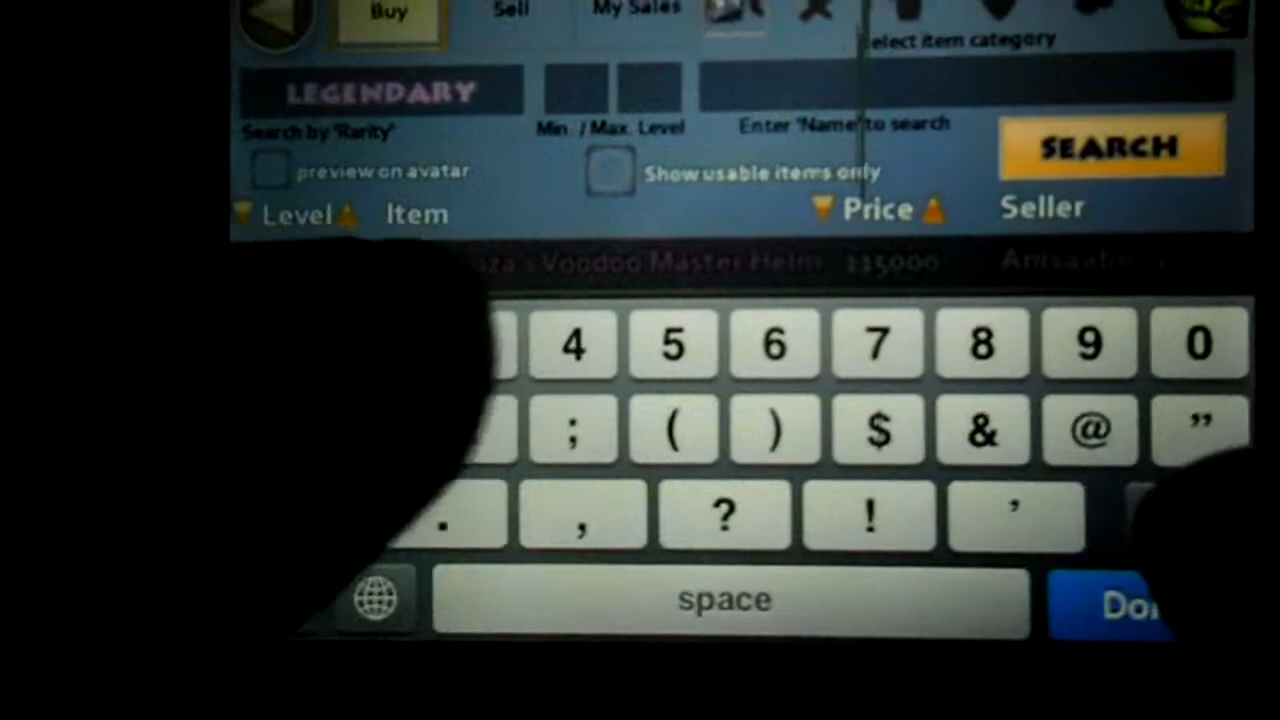 Buy Sell My Sales
elect item category
LEGENDARY
Search by 'Rarity' Min. / Max. Level Enter 'Name' to search
SEARCH
preview on avatar Show usable items only
Level Item Price Seller
Voodoo Master Helm 115000
4 5 6 7 8 9 0
; ( ) $ & @ ”
. , ? ! ’
space